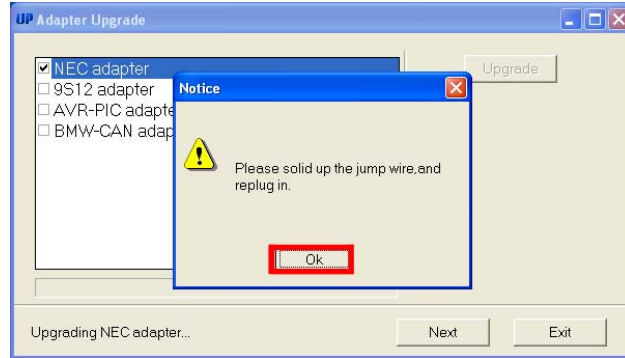 UP Adapter Upgrade
NEC adapter
Upgrade
9S12 adapter
AVR-PIC adapte
BMW-CAN adap
Notice
Please solid up the jump wire,and
replug in.
Ok
Upgrading NEC adapter...
Next
Exit